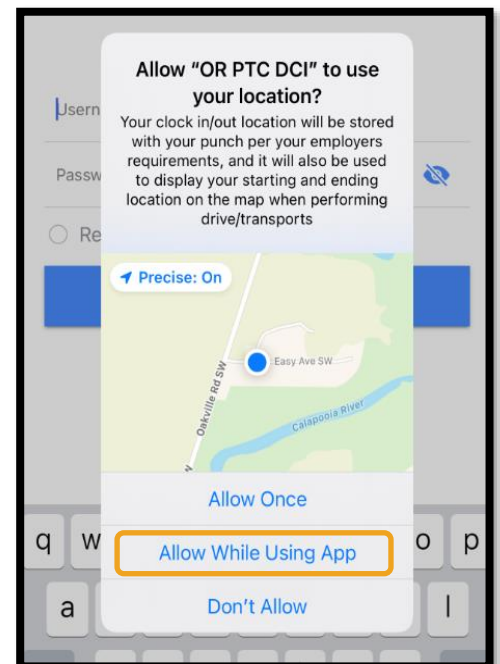 Allow “OR PTC DCI” to use
your location?
Your clock in/out location will be stored
with your punch per your employers
requirements, and it will also be used
to display your starting and ending
location on the map when performing
drive/transports
Usern
Passw
Re
Precise: On
Easy Ave SW
Oakville Rd SW
Calapooia River
Allow Once
Allow While Using App
Don’t Allow
q w o p
a l